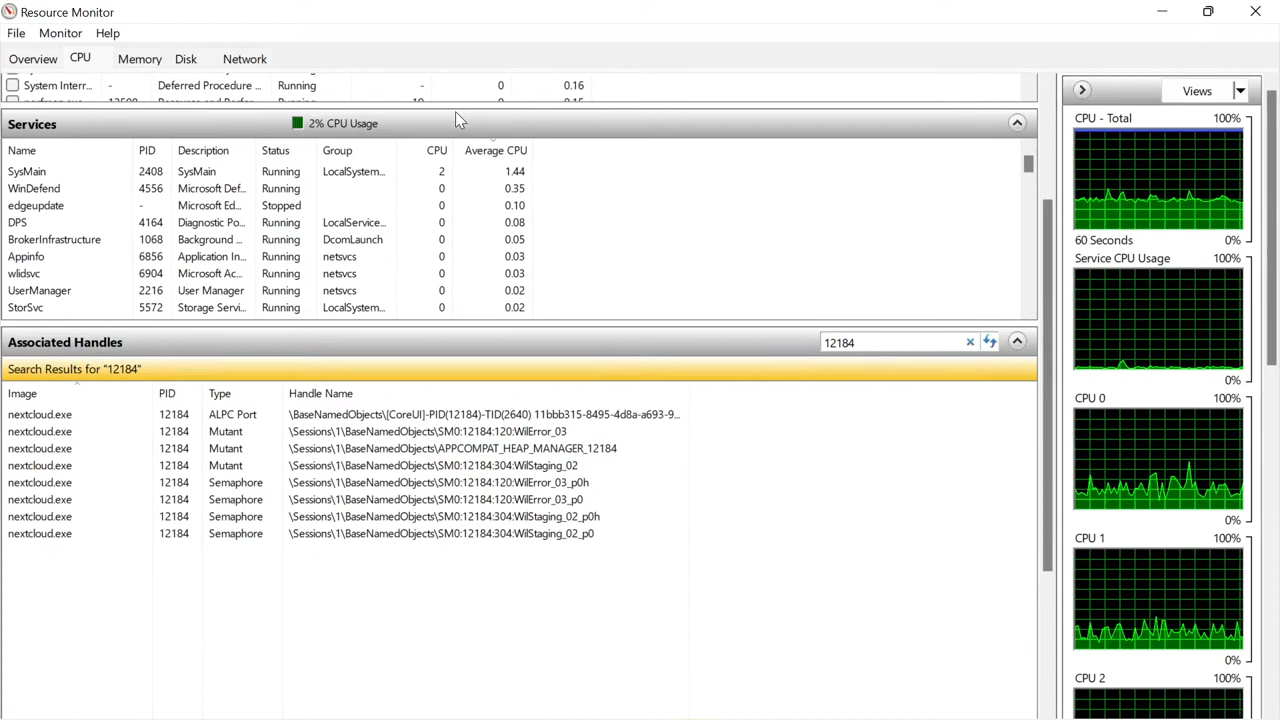 Resource Monitor
File Monitor Help
Overview CPU Memory Disk Network
System Interr... - Deferred Procedure ... Running - 0 0.16
Services 2% CPU Usage
Name PID Description Status Group CPU Average CPU
SysMain 2408 SysMain Running LocalSystem... 2 1.44
WinDefend 4556 Microsoft Def... Running 0 0.35
edgeupdate - Microsoft Ed... Stopped 0 0.10
DPS 4164 Diagnostic Po... Running LocalService... 0 0.08
BrokerInfrastructure 1068 Background ... Running DcomLaunch 0 0.05
Appinfo 6856 Application In... Running netsvcs 0 0.03
wlidsvc 6904 Microsoft Ac... Running netsvcs 0 0.03
UserManager 2216 User Manager Running netsvcs 0 0.02
StorSvc 5572 Storage Servi... Running LocalSystem... 0 0.02
Associated Handles 12184
Search Results for "12184"
Image PID Type Handle Name
nextcloud.exe 12184 ALPC Port \BaseNamedObjects\[CoreUI]-PID(12184)-TID(2640) 11bbb315-8495-4d8a-a693-9...
nextcloud.exe 12184 Mutant \Sessions\1\BaseNamedObjects\SM0:12184:120:WilError_03
nextcloud.exe 12184 Mutant \Sessions\1\BaseNamedObjects\APPCOMPAT_HEAP_MANAGER_12184
nextcloud.exe 12184 Mutant \Sessions\1\BaseNamedObjects\SM0:12184:304:WilStaging_02
nextcloud.exe 12184 Semaphore \Sessions\1\BaseNamedObjects\SM0:12184:120:WilError_03_p0h
nextcloud.exe 12184 Semaphore \Sessions\1\BaseNamedObjects\SM0:12184:120:WilError_03_p0
nextcloud.exe 12184 Semaphore \Sessions\1\BaseNamedObjects\SM0:12184:304:WilStaging_02_p0h
nextcloud.exe 12184 Semaphore \Sessions\1\BaseNamedObjects\SM0:12184:304:WilStaging_02_p0
Views
CPU - Total 100%
60 Seconds 0%
Service CPU Usage 100%
0%
CPU 0 100%
0%
CPU 1 100%
0%
CPU 2 100%